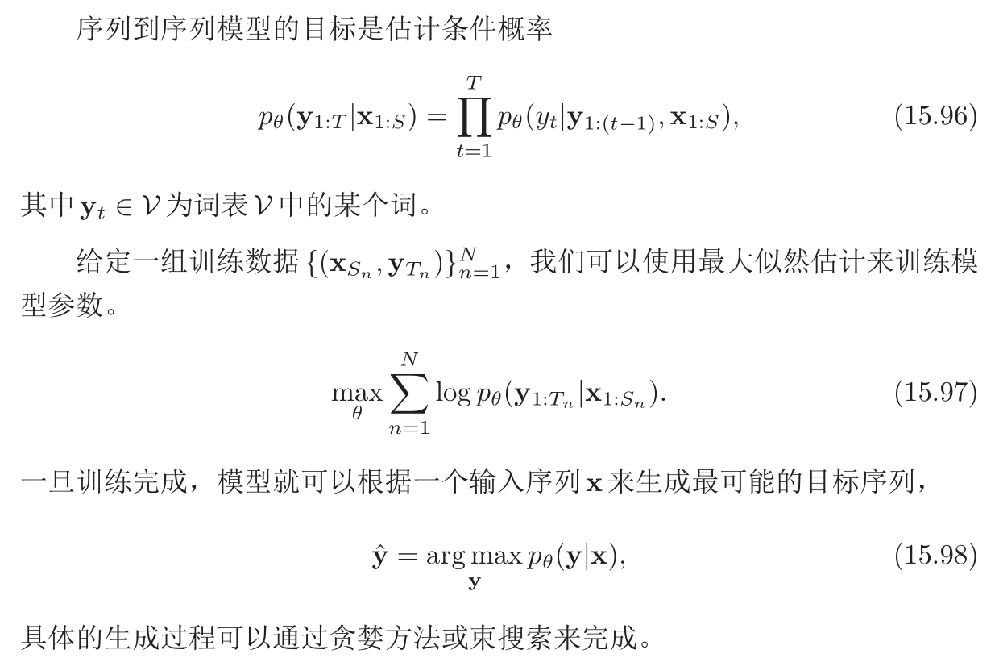 序列到序列模型的目标是估计条件概率
$p_\theta(\mathbf{y}_{1:T}|\mathbf{x}_{1:S}) = \prod_{t=1}^{T} p_\theta(y_t|\mathbf{y}_{1:(t-1)}, \mathbf{x}_{1:S}),$ (15.96)
其中 $\mathbf{y}_t \in \mathcal{V}$ 为词表 $\mathcal{V}$ 中的某个词。
给定一组训练数据 $\{(\mathbf{x}_{S_n}, \mathbf{y}_{T_n})\}_{n=1}^{N}$，我们可以使用最大似然估计来训练模
型参数。
$\max_\theta \sum_{n=1}^{N} \log p_\theta(\mathbf{y}_{1:T_n}|\mathbf{x}_{1:S_n}).$ (15.97)
一旦训练完成，模型就可以根据一个输入序列 $\mathbf{x}$ 来生成最可能的目标序列，
$\hat{\mathbf{y}} = \arg\max_{\mathbf{y}} p_\theta(\mathbf{y}|\mathbf{x}),$ (15.98)
具体的生成过程可以通过贪婪方法或束搜索来完成。